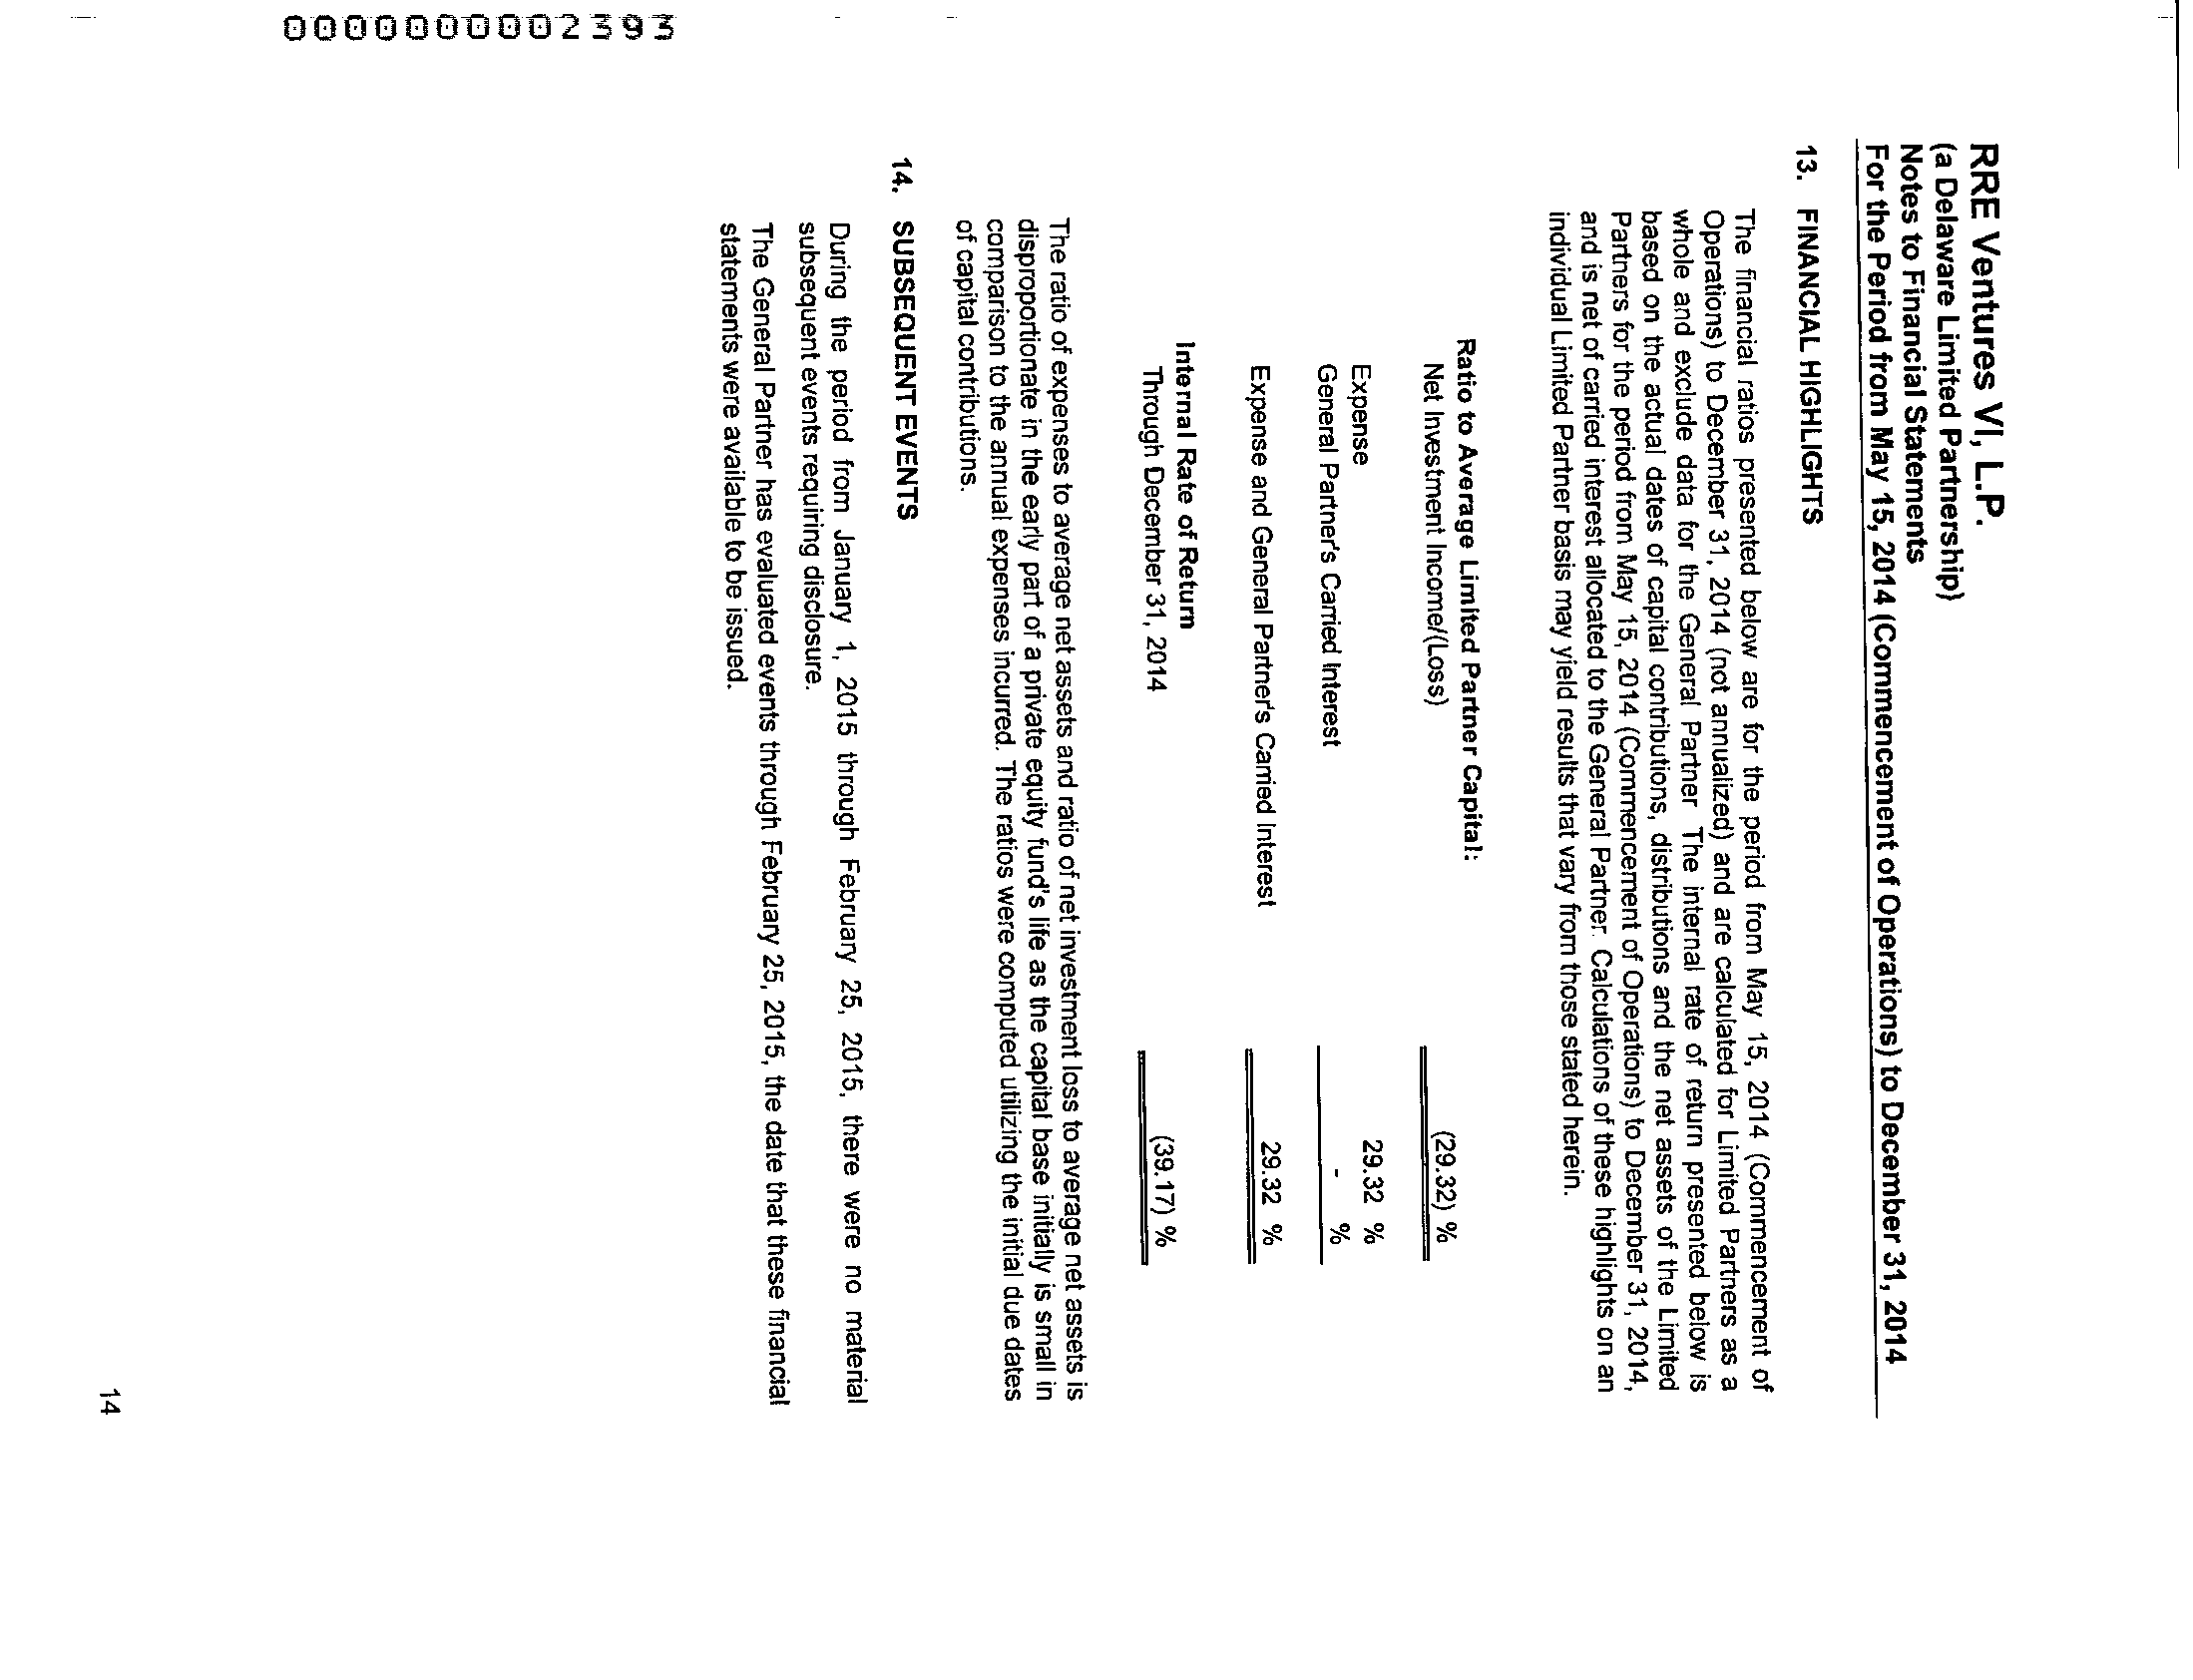 0000000002393
RRE Ventures VI, L.P.
(a Delaware Limited Partnership)
Notes to Financial Statements
For the Period from May 15, 2014 (Commencement of Operations) to December 31, 2014
13. FINANCIAL HIGHLIGHTS
The financial ratios presented below are for the period from May 15, 2014 (Commencement of
Operations) to December 31, 2014 (not annualized) and are calculated for Limited Partners as a
whole and exclude data for the General Partner The internal rate of return presented below is
based on the actual dates of capital contributions, distributions and the net assets of the Limited
Partners for the period from May 15, 2014 (Commencement of Operations) to December 31, 2014,
and is net of carried interest allocated to the General Partner. Calculations of these highlights on an
individual Limited Partner basis may yield results that vary from those stated herein.
Ratio to Average Limited Partner Capital:
Net Investment Income/(Loss) (29.32) %
Expense 29.32 %
General Partner's Carried Interest - %
Expense and General Partner's Carried Interest 29.32 %
Internal Rate of Return
Through December 31, 2014 (39.17) %
The ratio of expenses to average net assets and ratio of net investment loss to average net assets is
disproportionate in the early part of a private equity fund's life as the capital base initially is small in
comparison to the annual expenses incurred. The ratios were computed utilizing the initial due dates
of capital contributions.
14. SUBSEQUENT EVENTS
During the period from January 1, 2015 through February 25, 2015, there were no material
subsequent events requiring disclosure.
The General Partner has evaluated events through February 25, 2015, the date that these financial
statements were available to be issued.
14